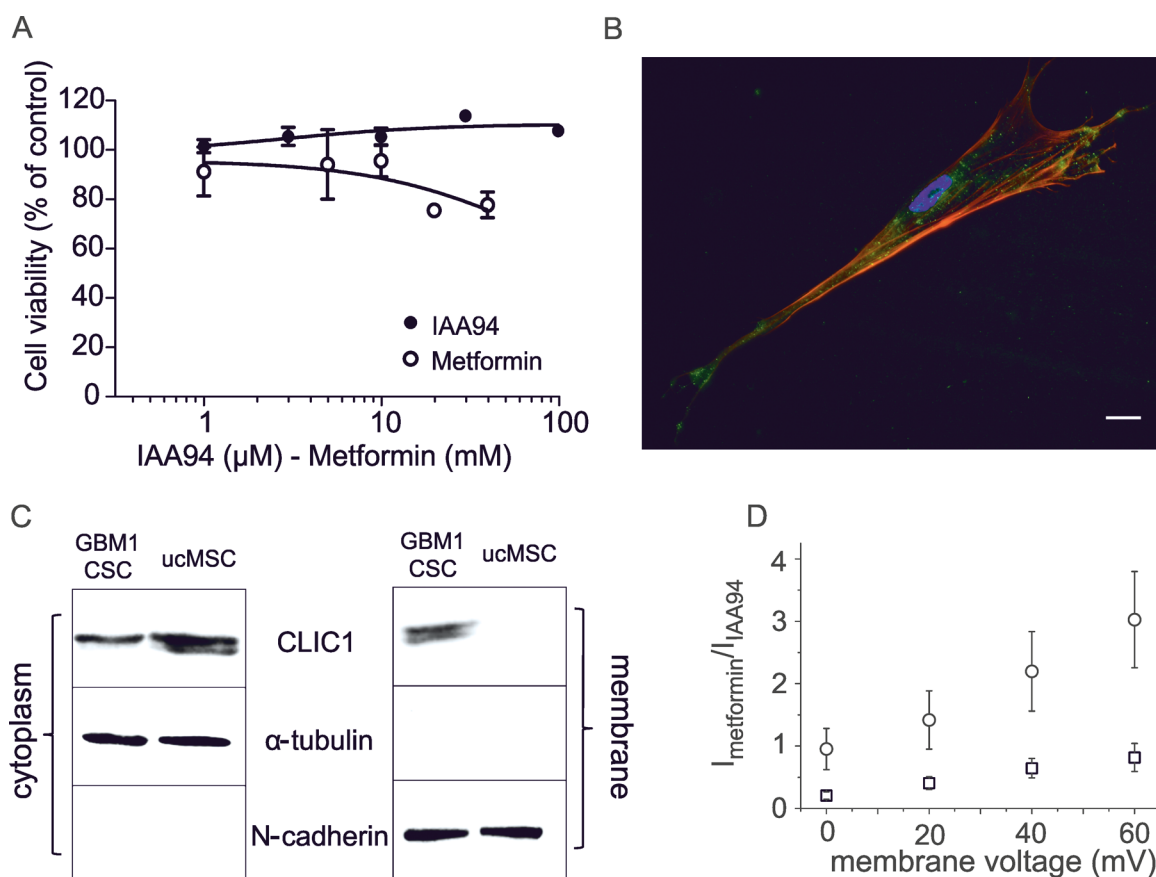 A
Cell viability (% of control)
120
100
80
60
40
20
0
IAA94
Metformin
1
10
100
IAA94 (µM) - Metformin (mM)
B
C
GBM1
CSC
ucMSC
GBM1
CSC
ucMSC
cytoplasm
CLIC1
α-tubulin
N-cadherin
membrane
D
Imetformin/IIAA94
4
3
2
1
0
0
20
40
60
membrane voltage (mV)